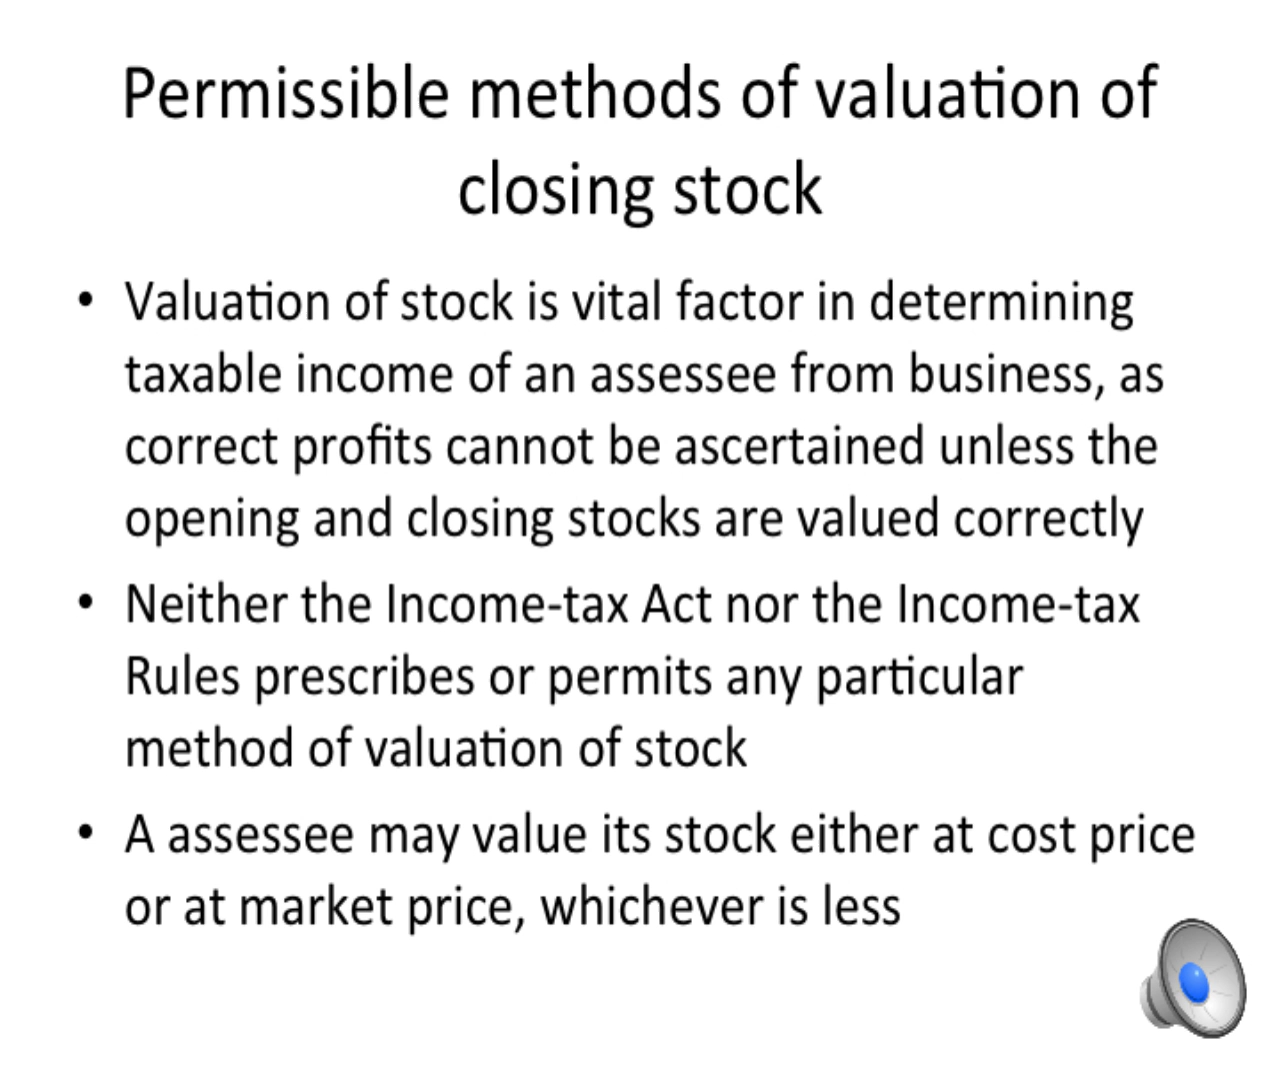 Permissible methods of valuation of
closing stock
• Valuation of stock is vital factor in determining
taxable income of an assessee from business, as
correct profits cannot be ascertained unless the
opening and closing stocks are valued correctly
• Neither the Income-tax Act nor the Income-tax
Rules prescribes or permits any particular
method of valuation of stock
• A assessee may value its stock either at cost price
or at market price, whichever is less